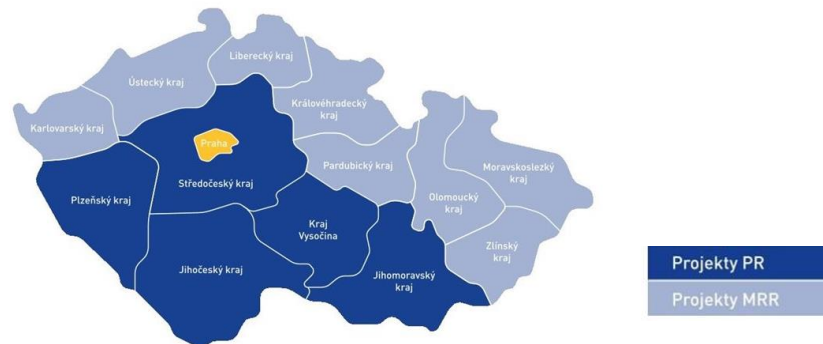 Liberecký kraj
Ústecký kraj
Královéhradecký
kraj
Karlovarský kraj
Praha
Pardubický kraj
Moravskoslezký
kraj
Středočeský kraj
Plzeňský kraj
Olomoucký
kraj
Kraj
Vysočina
Zlínský
kraj
Jihočeský kraj
Jihomoravský
kraj
Projekty PR
Projekty MRR